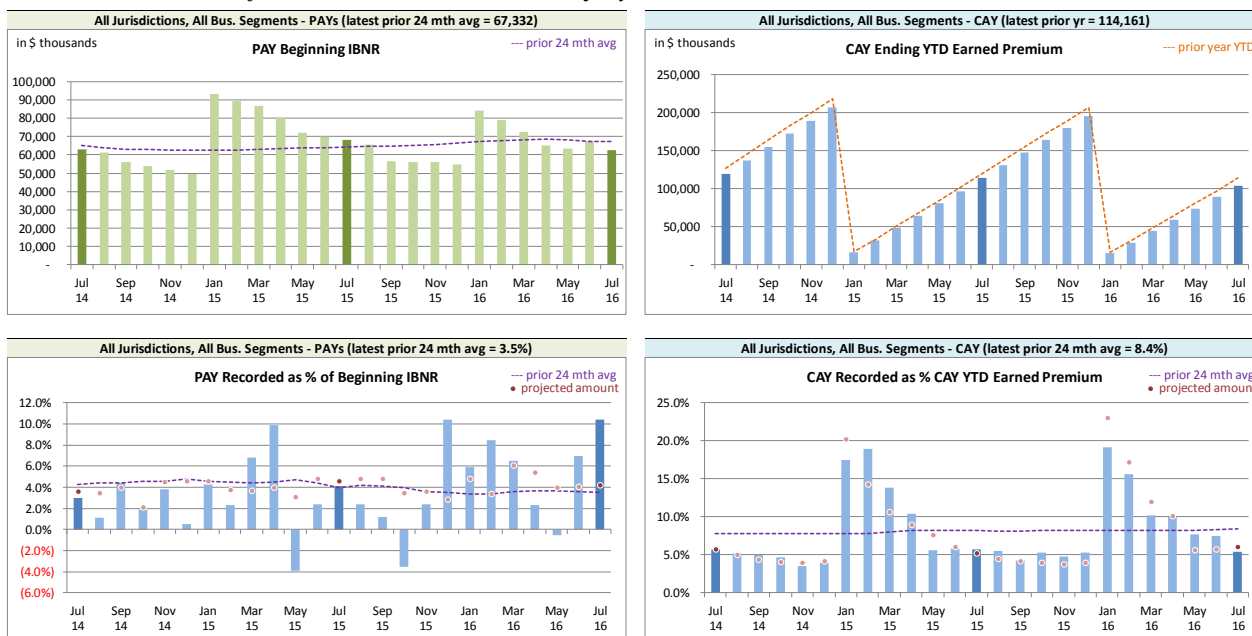 All Jurisdictions, All Bus. Segments - PAYs (latest prior 24 mth avg = 67,332)
in $ thousands
--- prior 24 mth avg
PAY Beginning IBNR
100,000
90,000
80,000
70,000
60,000
50,000
40,000
30,000
20,000
10,000
-
Jul Sep Nov Jan Mar May Jul Sep Nov Jan Mar May Jul
14 14 14 15 15 15 15 15 15 16 16 16 16
All Jurisdictions, All Bus. Segments - CAY (latest prior yr = 114,161)
in $ thousands
CAY Ending YTD Earned Premium
--- prior year YTD
250,000
200,000
150,000
100,000
50,000
-
Jul Sep Nov Jan Mar May Jul Sep Nov Jan Mar May Jul
14 14 14 15 15 15 15 15 15 16 16 16 16
All Jurisdictions, All Bus. Segments - PAYs (latest prior 24 mth avg = 3.5%)
PAY Recorded as % of Beginning IBNR
--- prior 24 mth avg
• projected amount
12.0%
10.0%
8.0%
6.0%
4.0%
2.0%
0.0%
(2.0%)
(4.0%)
(6.0%)
Jul Sep Nov Jan Mar May Jul Sep Nov Jan Mar May Jul
14 14 14 15 15 15 15 15 15 16 16 16 16
All Jurisdictions, All Bus. Segments - CAY (latest prior 24 mth avg = 8.4%)
CAY Recorded as % CAY YTD Earned Premium
--- prior 24 mth avg
• projected amount
25.0%
20.0%
15.0%
10.0%
5.0%
0.0%
Jul Sep Nov Jan Mar May Jul Sep Nov Jan Mar May Jul
14 14 14 15 15 15 15 15 15 16 16 16 16